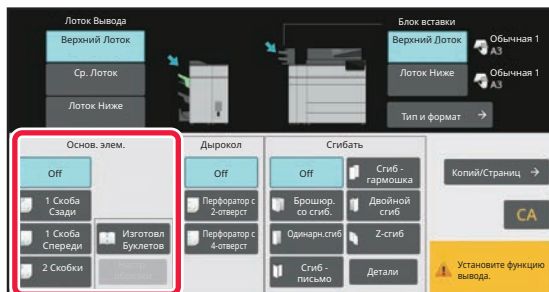 Лоток Вывода
Верхний Лоток
Ср. Лоток
Лоток Ниже
Блок вставки
Верхний Лоток
Обычная 1
A3
Лоток Ниже
Обычная 1
A3
Тип и формат
Основ. элем.
Off
1 Скоба
Сзади
1 Скоба
Спереди
2 Скобки
Изготовл
Буклетов
Дырокол
Off
Перфоратор с
2-отверст
Перфоратор с
4-отверст
Сгибать
Off
Сгиб -
гармошка
Брошюр.
со сгиб.
Двойной
сгиб
Одинарн.сгиб
Z-сгиб
Сгиб -
письмо
Детали
Копий/Страниц
CA
Установите функцию
вывода.